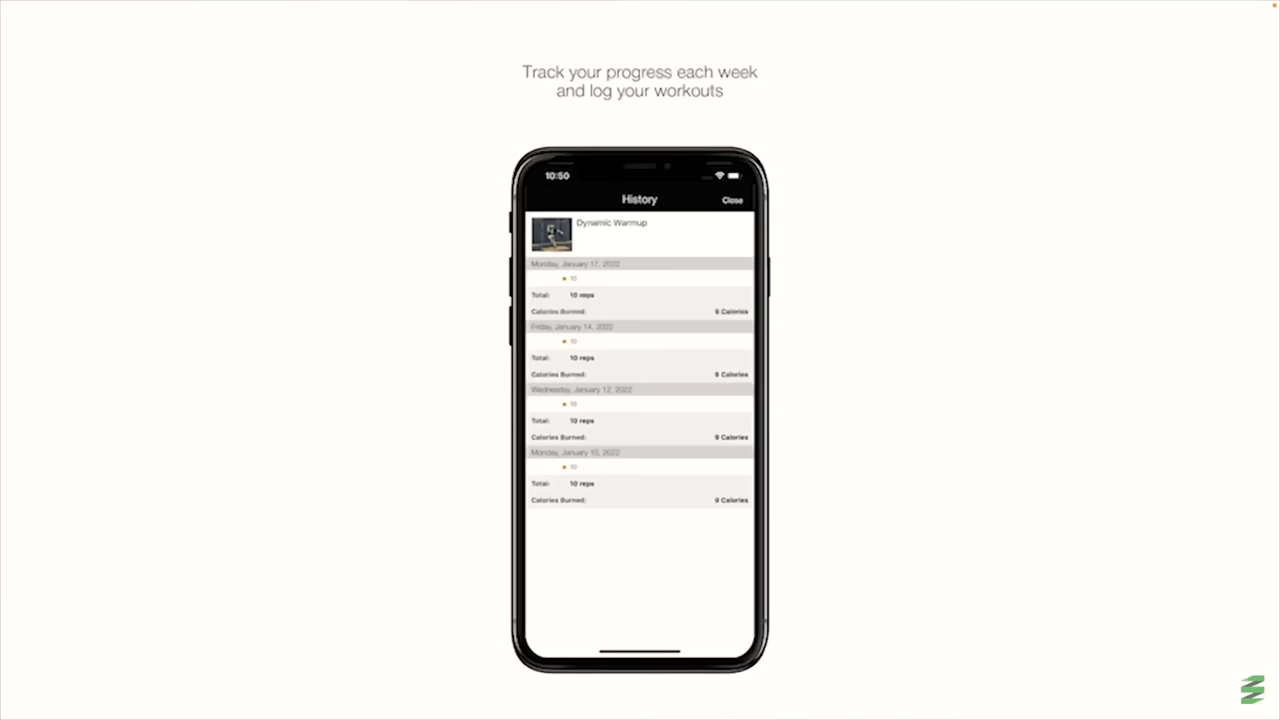 Track your progress each week
and log your workouts
10:50
History
Close
Dynamic Warmup
Monday, January 17, 2022
10
Total: 10 reps
Calories Burned: 9 Calories
Friday, January 14, 2022
10
Total: 10 reps
Calories Burned: 9 Calories
Wednesday, January 12, 2022
10
Total: 10 reps
Calories Burned: 9 Calories
Monday, January 10, 2022
10
Total: 10 reps
Calories Burned: 9 Calories